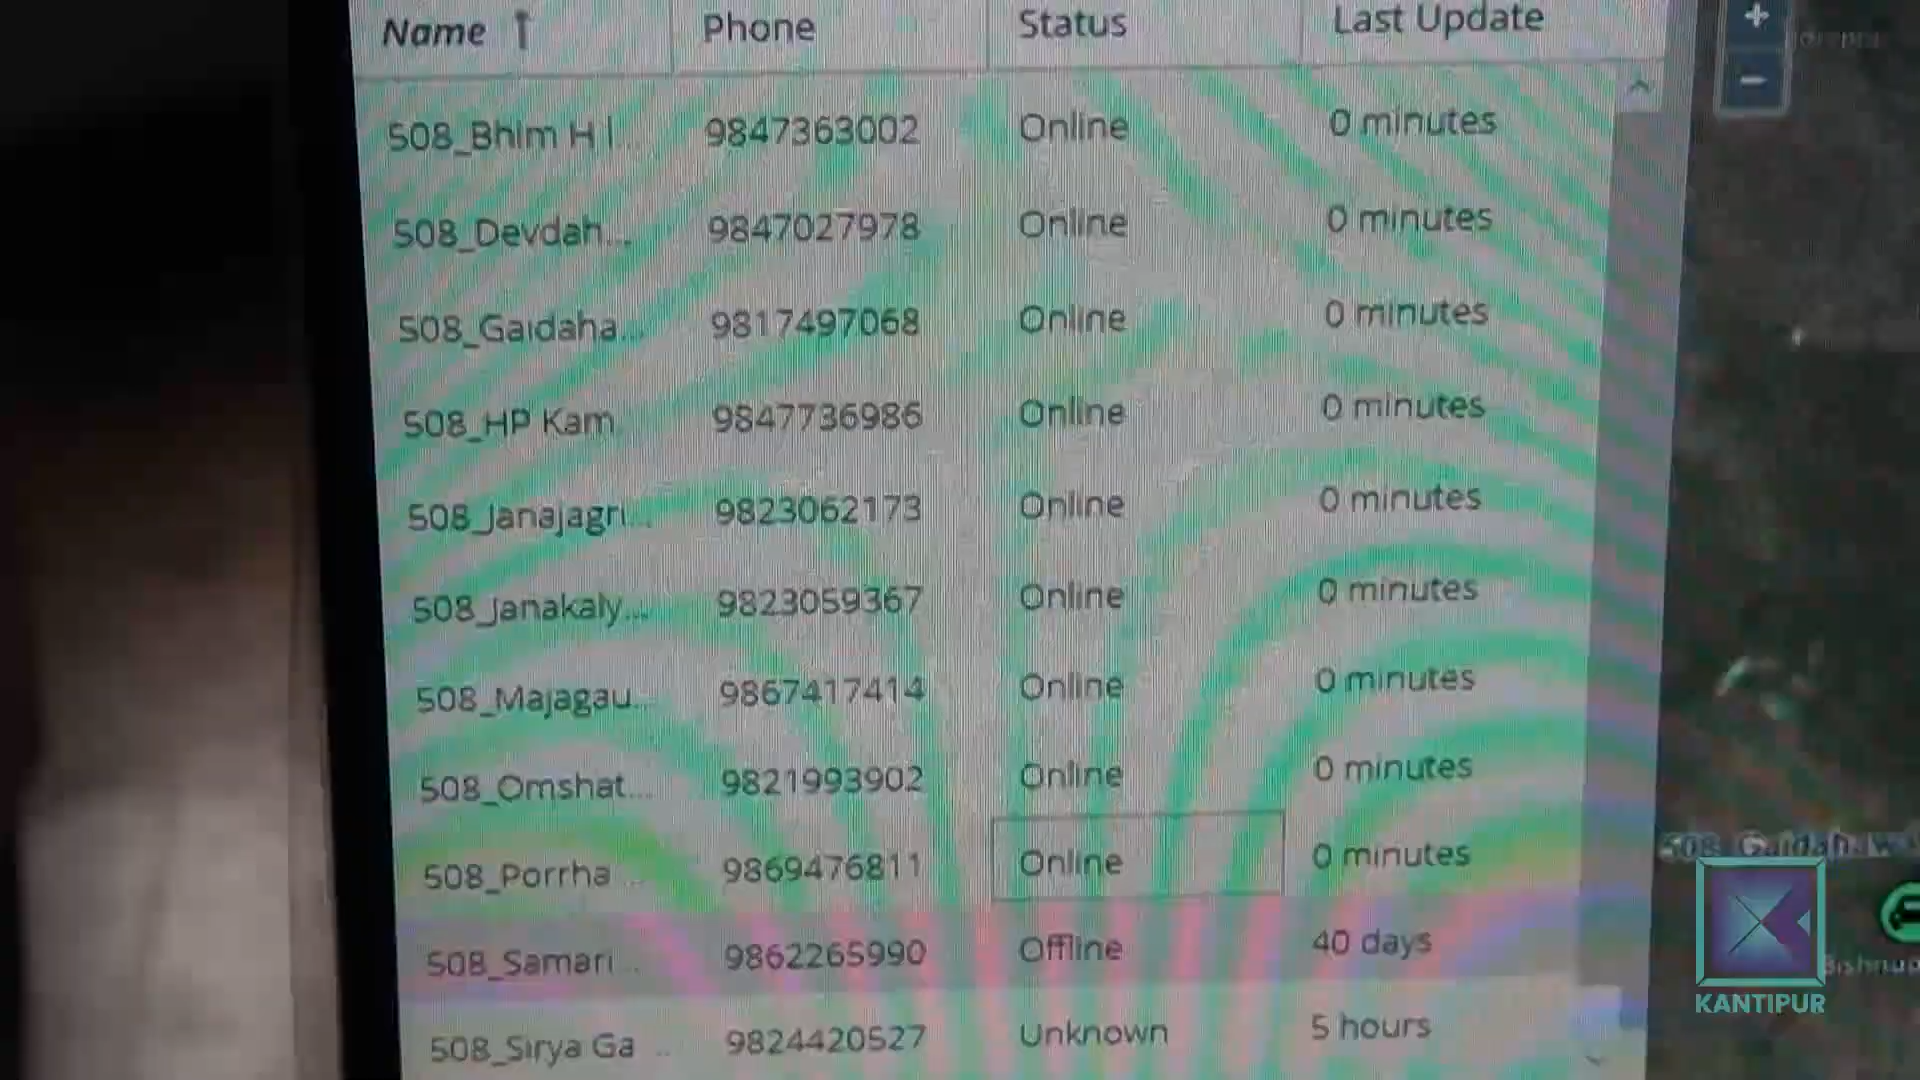 Name ↑ Phone Status Last Update
508_Bhim H I... 9847363002 Online 0 minutes
508_Devdah... 9847027978 Online 0 minutes
508_Gaidaha... 9817497068 Online 0 minutes
508_HP Kam 9847736986 Online 0 minutes
508_Janajagri... 9823062173 Online 0 minutes
508_Janakaly... 9823059367 Online 0 minutes
508_Majagau... 9867417414 Online 0 minutes
508_Omshat... 9821993902 Online 0 minutes
508_Porrha ... 9869476811 Online 0 minutes
508_Samari ... 9862265990 Offline 40 days
508_Sirya Ga ... 9824420527 Unknown 5 hours
+
−
508_Gaidahawa
KANTIPUR